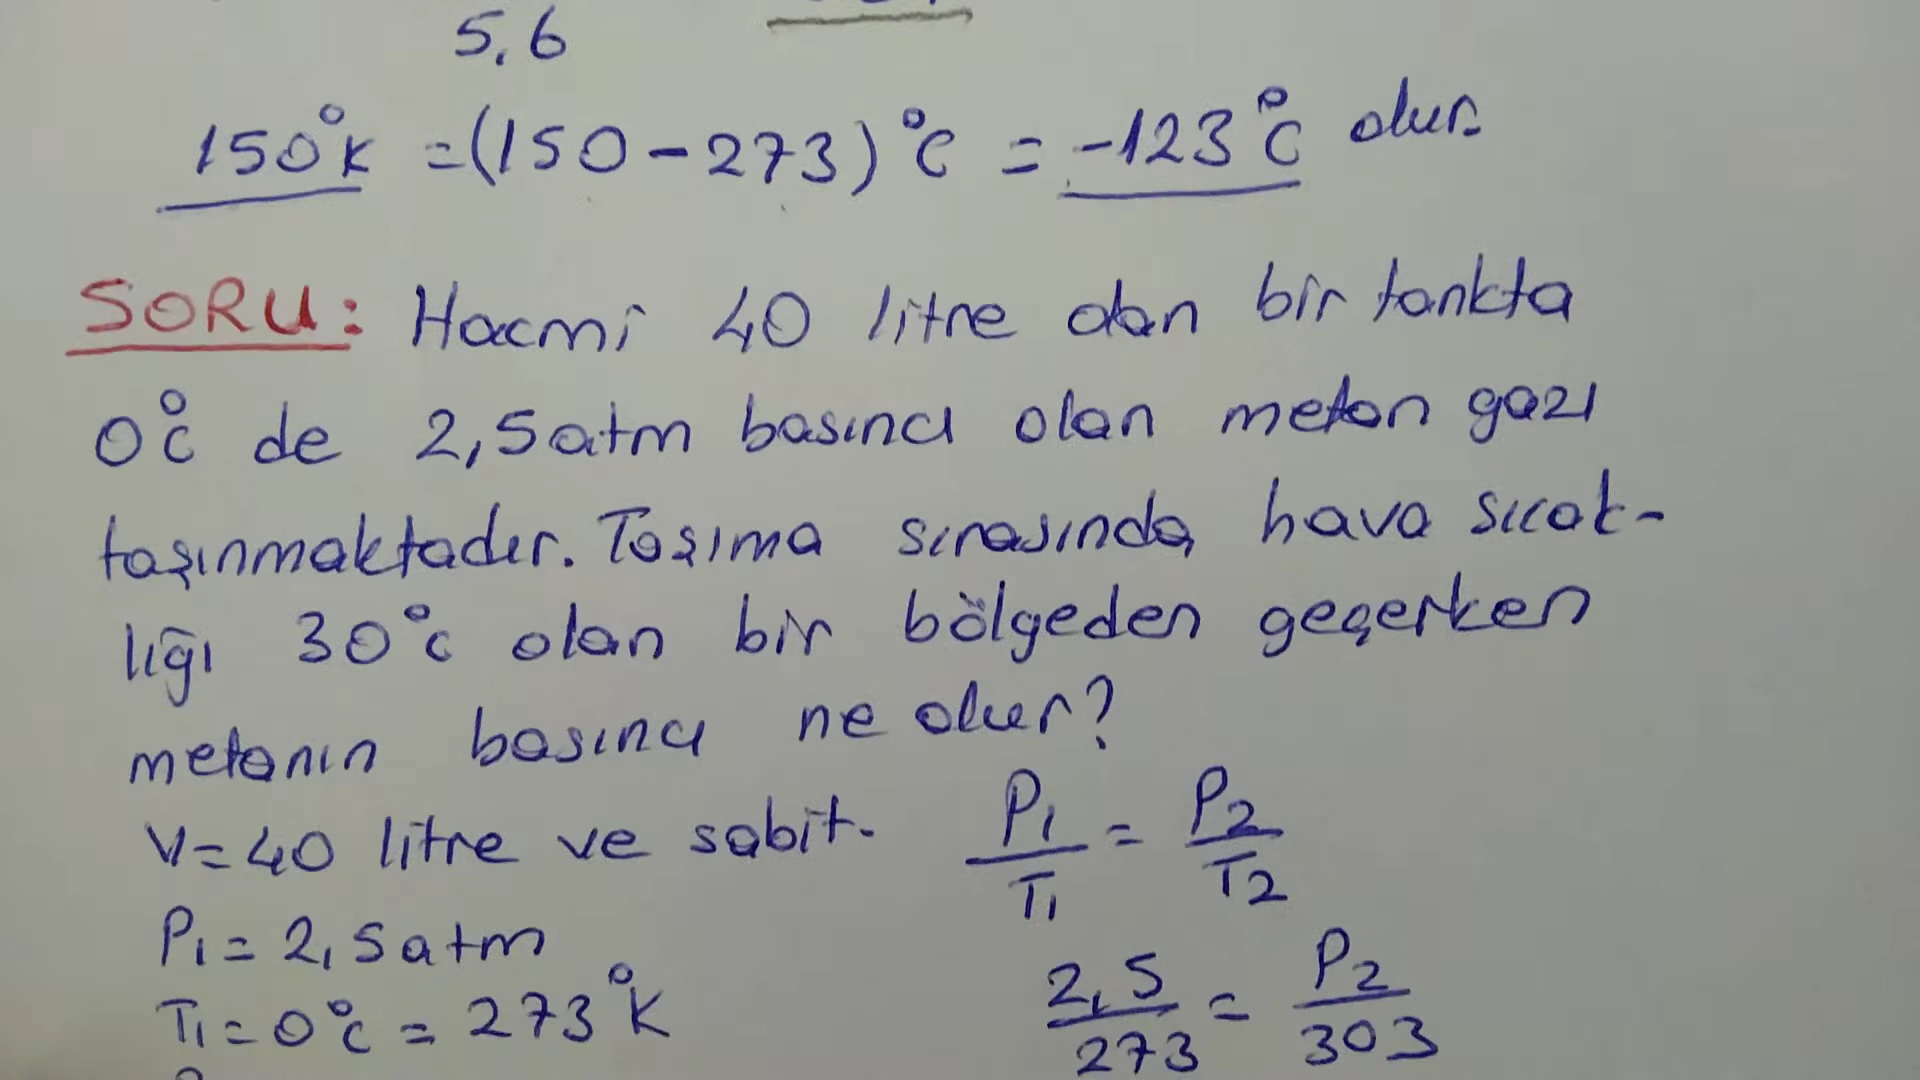 5,6
150°K = (150-273)°C = -123°C olur.
SORU: Hacmi 40 litre olan bir tankta
0°C de 2,5 atm basıncı olan metan gazı
taşınmaktadır. Taşıma sırasında hava sıcak-
lığı 30°C olan bir bölgeden geçerken
metanın basıncı ne olur?
V=40 litre ve sabit. P1/T1 = P2/T2
P1=2,5 atm
T1=0°C = 273°K 2,5/273 = P2/303